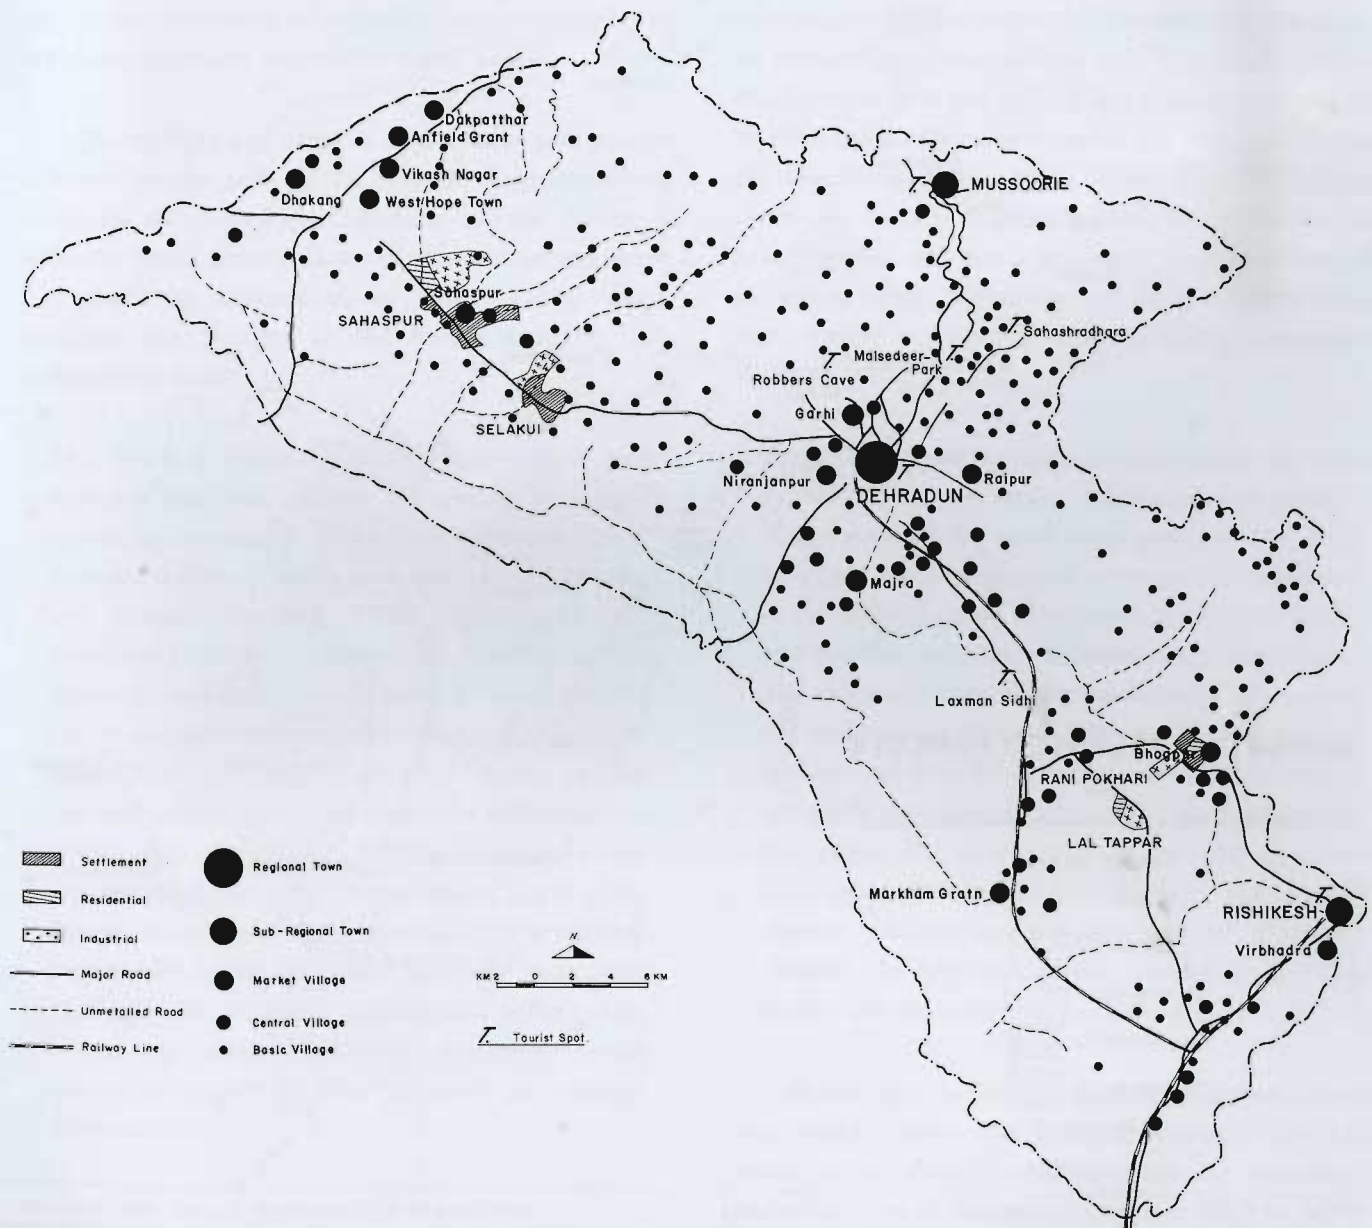 Dakpatthar
Anfield Grant
Vikash Nagar
Dhakang
West Hope Town
T. MUSSOORIE
Sahaspur
SAHASPUR
T. Sahashradhara
Malsedeer-
Park T.
T.
Robbers Cave
Garhi
SELAKUI
Niranjanpur
T.
Raipur
DEHRADUN
Majra
T.
Laxman Sidhi
Bhogpur
RANI POKHARI
LAL TAPPAR
Markham Gratn
T.
RISHIKESH
Virbhadra
Settlement
Residential
Industrial
Major Road
Unmetalled Road
Railway Line
Regional Town
Sub-Regional Town
Market Village
Central Village
Basic Village
N
KM. 2 0 2 4 6 KM
T. Tourist Spot.